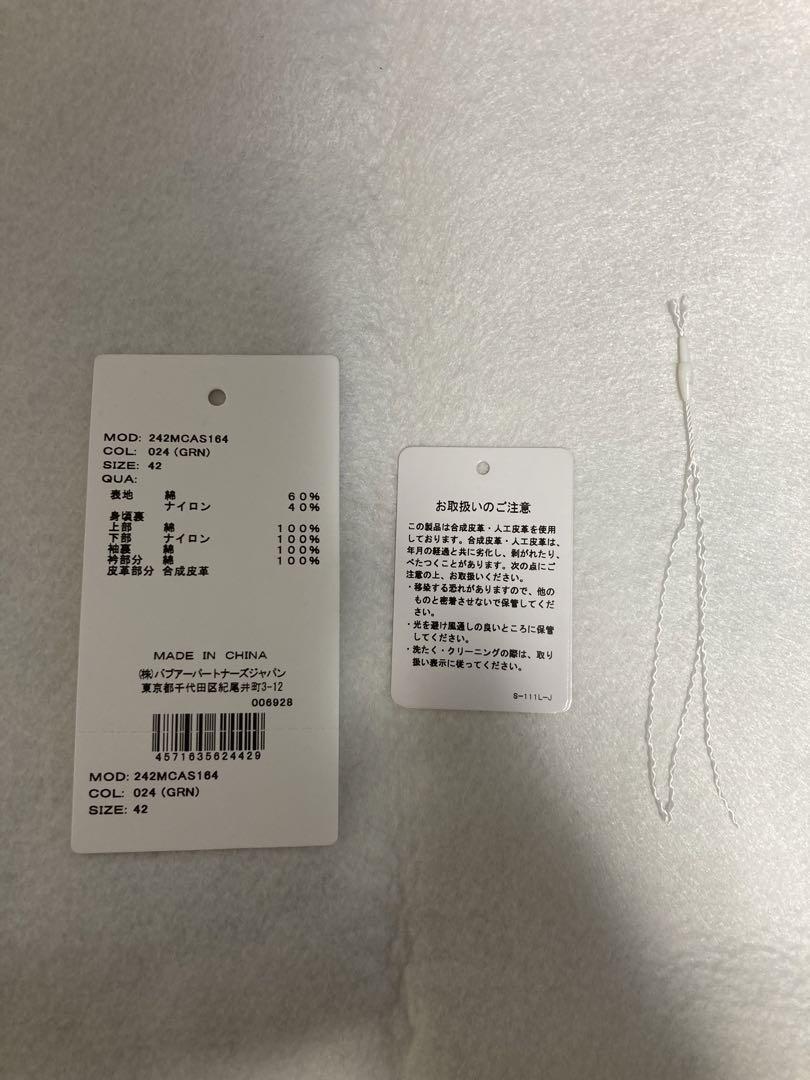 MOD: 242MCAS164
COL: 024 (GRN)
SIZE: 42
QUA:
表地 綿 60%
ナイロン 40%
身頃裏
上部 綿 100%
下部 ナイロン 100%
袖裏 綿 100%
衿部分 綿 100%
皮革部分 合成皮革
MADE IN CHINA
㈱バブアーパートナーズジャパン
東京都千代田区紀尾井町3-12
006928
4571635624429
MOD: 242MCAS164
COL: 024 (GRN)
SIZE: 42
お取扱いのご注意
この製品は合成皮革・人工皮革を使用
しております。合成皮革・人工皮革は、
年月の経過と共に劣化し、剝がれたり、
べたつくことがあります。次の点にご
注意の上、お取扱いください。
・移染する恐れがありますので、他の
ものと密着させないで保管してくだ
さい。
・光を避け風通しの良いところに保管
してください。
・洗たく・クリーニングの際は、取り
扱い表示に従ってください。
S-111L-J